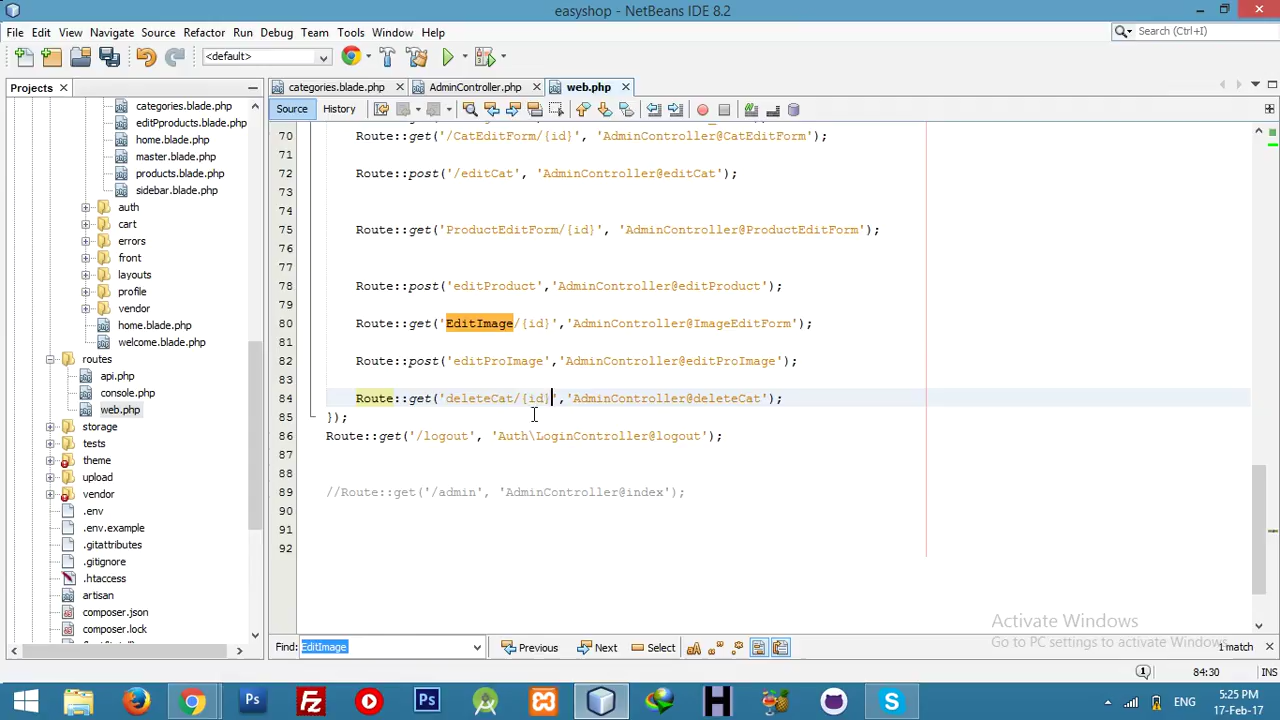 easyshop - NetBeans IDE 8.2
File Edit View Navigate Source Refactor Run Debug Team Tools Window Help
Search (Ctrl+I)
<default>
Projects
categories.blade.php AdminController.php web.php
Source History
categories.blade.php
editPproducts.blade.php
home.blade.php
master.blade.php
products.blade.php
sidebar.blade.php
auth
cart
errors
front
layouts
profile
vendor
home.blade.php
welcome.blade.php
routes
api.php
console.php
web.php
storage
tests
theme
upload
vendor
.env
.env.example
.gitattributes
.gitignore
.htaccess
artisan
composer.json
composer.lock
70 Route::get('/CatEditForm/{id}', 'AdminController@CatEditForm');
71
72 Route::post('/editCat', 'AdminController@editCat');
73
74
75 Route::get('ProductEditForm/{id}', 'AdminController@ProductEditForm');
76
77
78 Route::post('editProduct','AdminController@editProduct');
79
80 Route::get('EditImage/{id}','AdminController@ImageEditForm');
81
82 Route::post('editProImage','AdminController@editProImage');
83
84 Route::get('deleteCat/{id}','AdminController@deleteCat');
85 });
86 Route::get('/logout', 'Auth\LoginController@logout');
87
88
89 //Route::get('/admin', 'AdminController@index');
90
91
92
Activate Windows
Go to PC settings to activate Windows.
Find: EditImage Previous Next Select 1 match
84:30 INS
ENG 5:25 PM
17-Feb-17